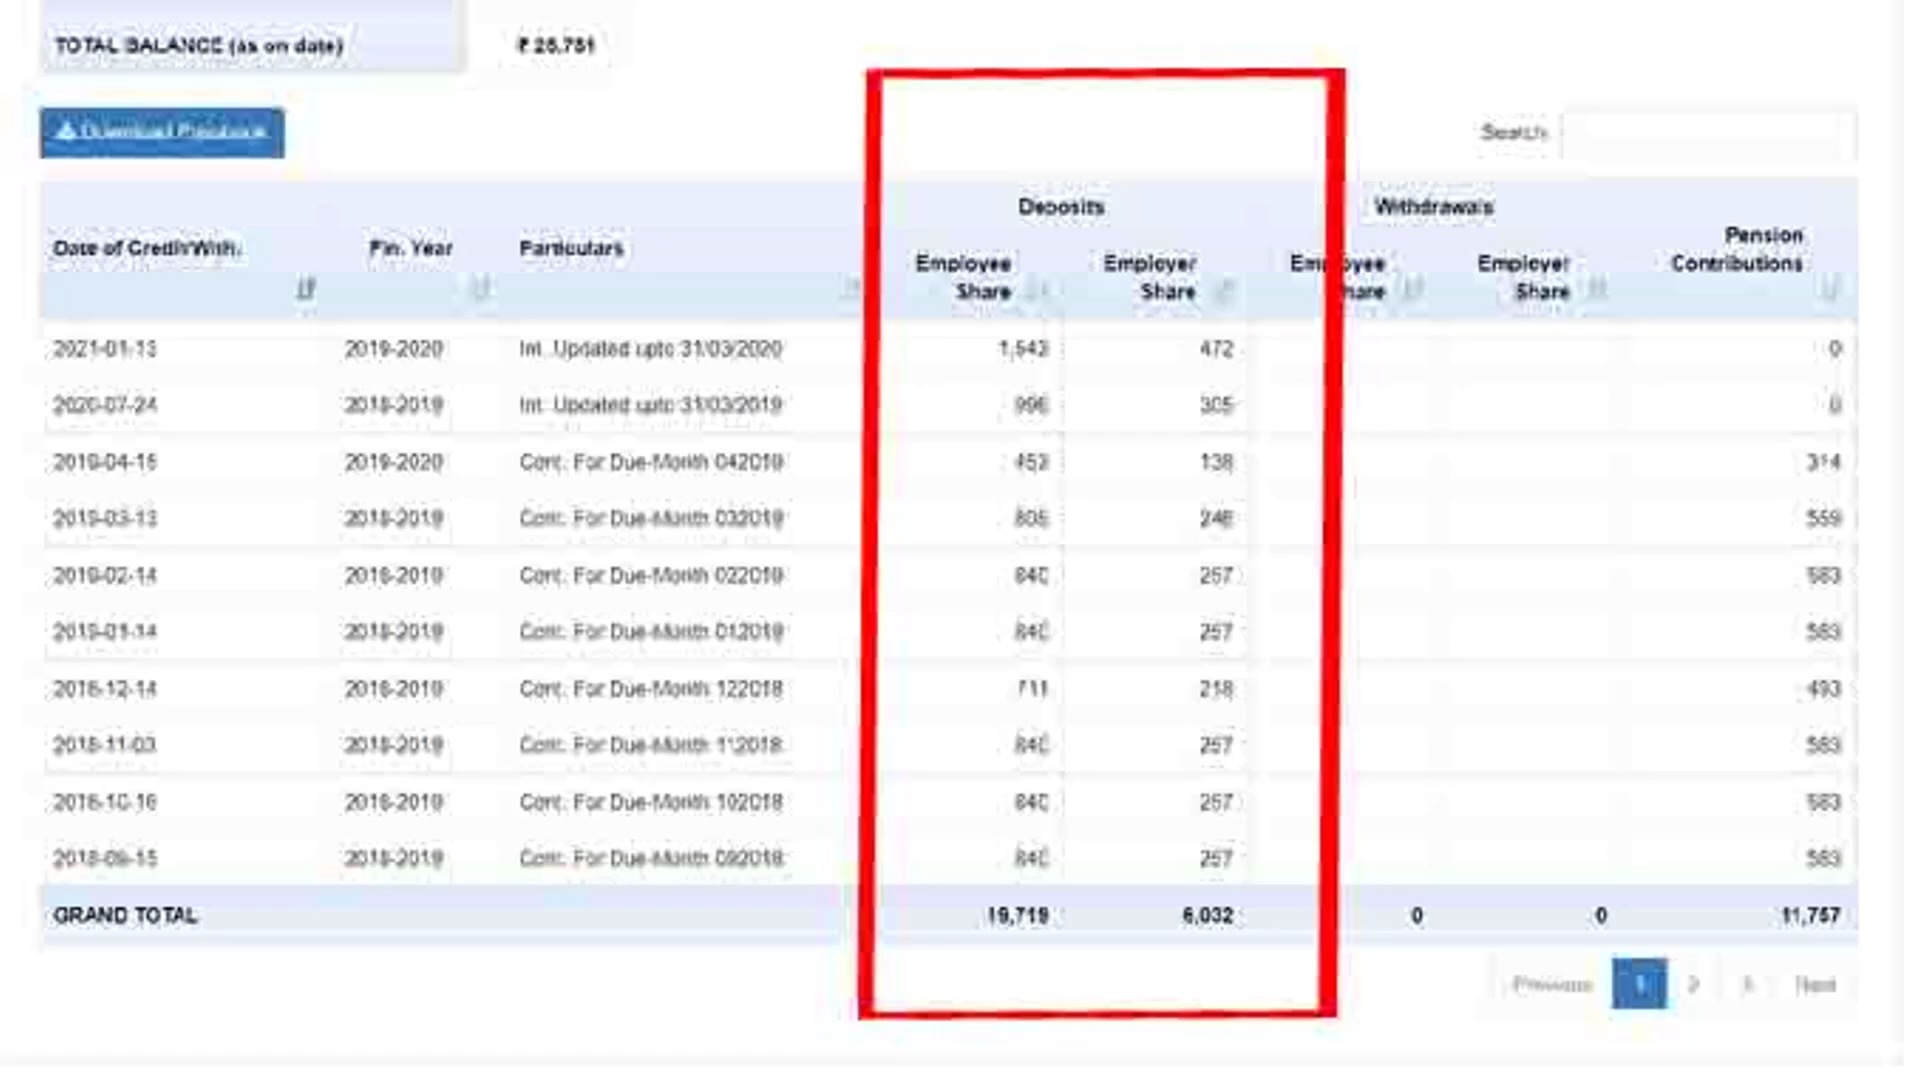 TOTAL BALANCE (as on date) ₹ 25,751
Download Passbook
Search:
Deposits Withdrawals
Date of Credit/With. Fin. Year Particulars Employee Share Employer Share Employee Share Employer Share Pension Contributions
2021-01-13 2019-2020 Int. Updated upto 31/03/2020 1,543 472 0
2020-07-24 2018-2019 Int. Updated upto 31/03/2019 996 305 0
2019-04-15 2019-2020 Cont. For Due-Month 042019 453 138 314
2019-03-13 2018-2019 Cont. For Due-Month 032019 805 246 559
2019-02-14 2018-2019 Cont. For Due-Month 022019 840 257 583
2019-01-14 2018-2019 Cont. For Due-Month 012019 840 257 583
2018-12-14 2018-2019 Cont. For Due-Month 122018 711 218 493
2018-11-03 2018-2019 Cont. For Due-Month 112018 840 257 583
2018-10-16 2018-2019 Cont. For Due-Month 102018 840 257 583
2018-09-15 2018-2019 Cont. For Due-Month 092018 840 257 583
GRAND TOTAL 19,719 6,032 0 0 11,757
Previous 1 2 3 Next